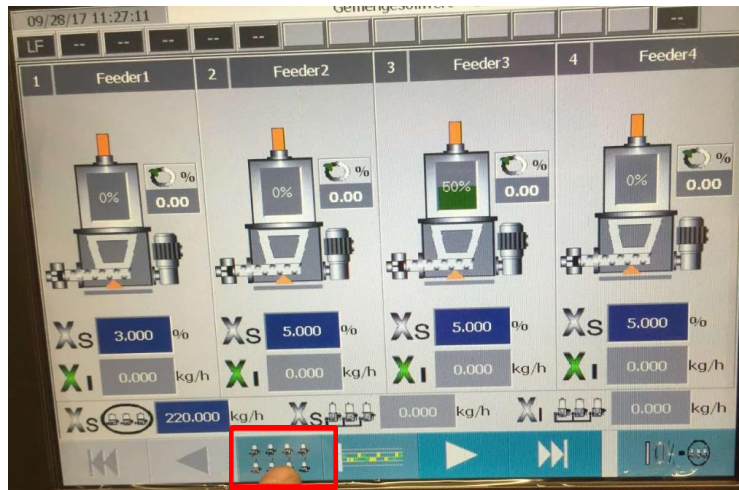 09/28/17 11:27:11
LF -- -- -- -- -- --
1 Feeder1 2 Feeder2 3 Feeder3 4 Feeder4
0% % 0% % 50% % 0% %
0.00 0.00 0.00 0.00
XS 3.000 % XS 5.000 % XS 5.000 % XS 5.000 %
XI 0.000 kg/h XI 0.000 kg/h XI 0.000 kg/h XI 0.000 kg/h
XS 220.000 kg/h XS 0.000 kg/h XI 0.000 kg/h